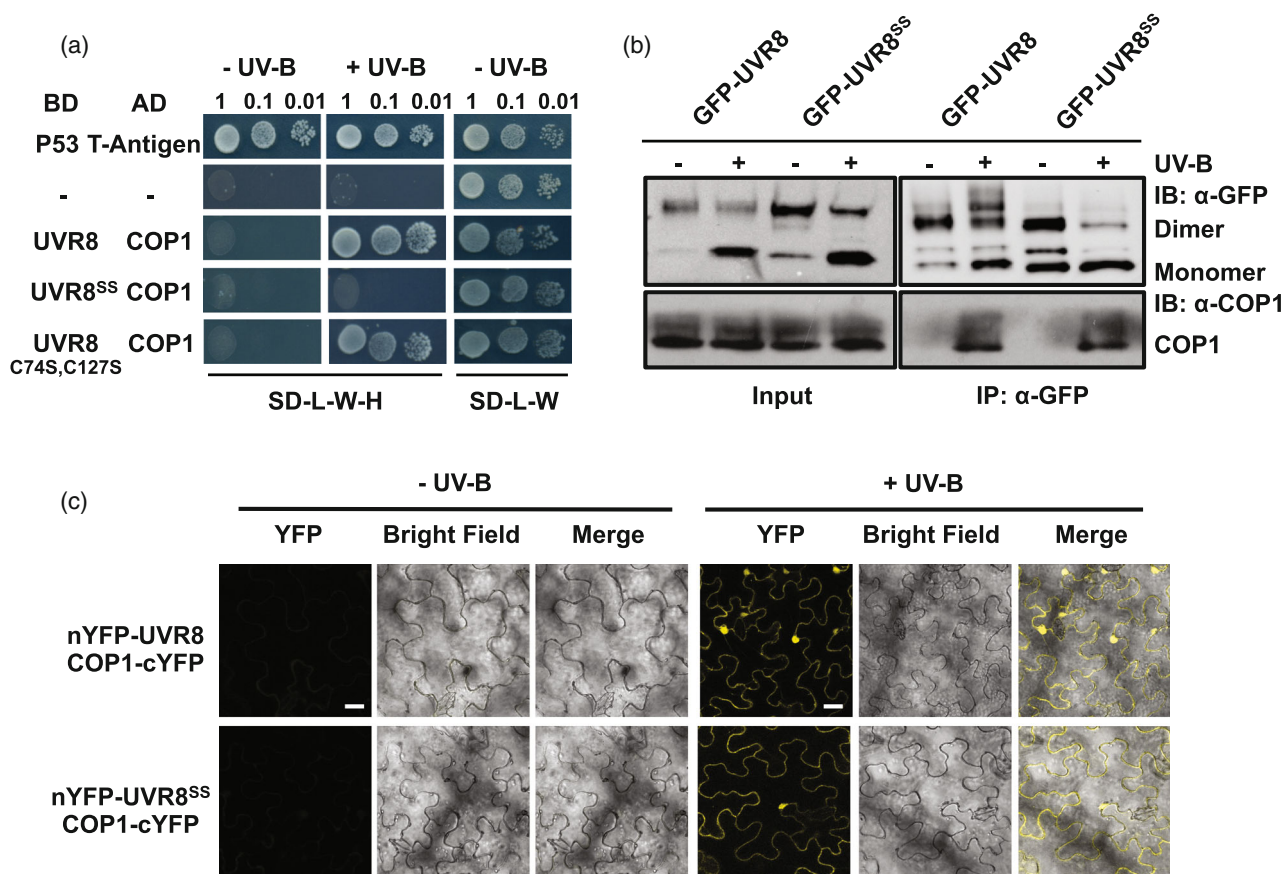 (a)
- UV-B + UV-B - UV-B
BD AD 1 0.1 0.01 1 0.1 0.01 1 0.1 0.01
P53 T-Antigen
- -
UVR8 COP1
UVR8SS COP1
UVR8 COP1
C74S,C127S
SD-L-W-H SD-L-W
(b)
GFP-UVR8 GFP-UVR8SS GFP-UVR8 GFP-UVR8SS
- + - + - + - + UV-B
IB: α-GFP
Dimer
Monomer
IB: α-COP1
COP1
Input IP: α-GFP
(c)
- UV-B + UV-B
YFP Bright Field Merge YFP Bright Field Merge
nYFP-UVR8
COP1-cYFP
nYFP-UVR8SS
COP1-cYFP